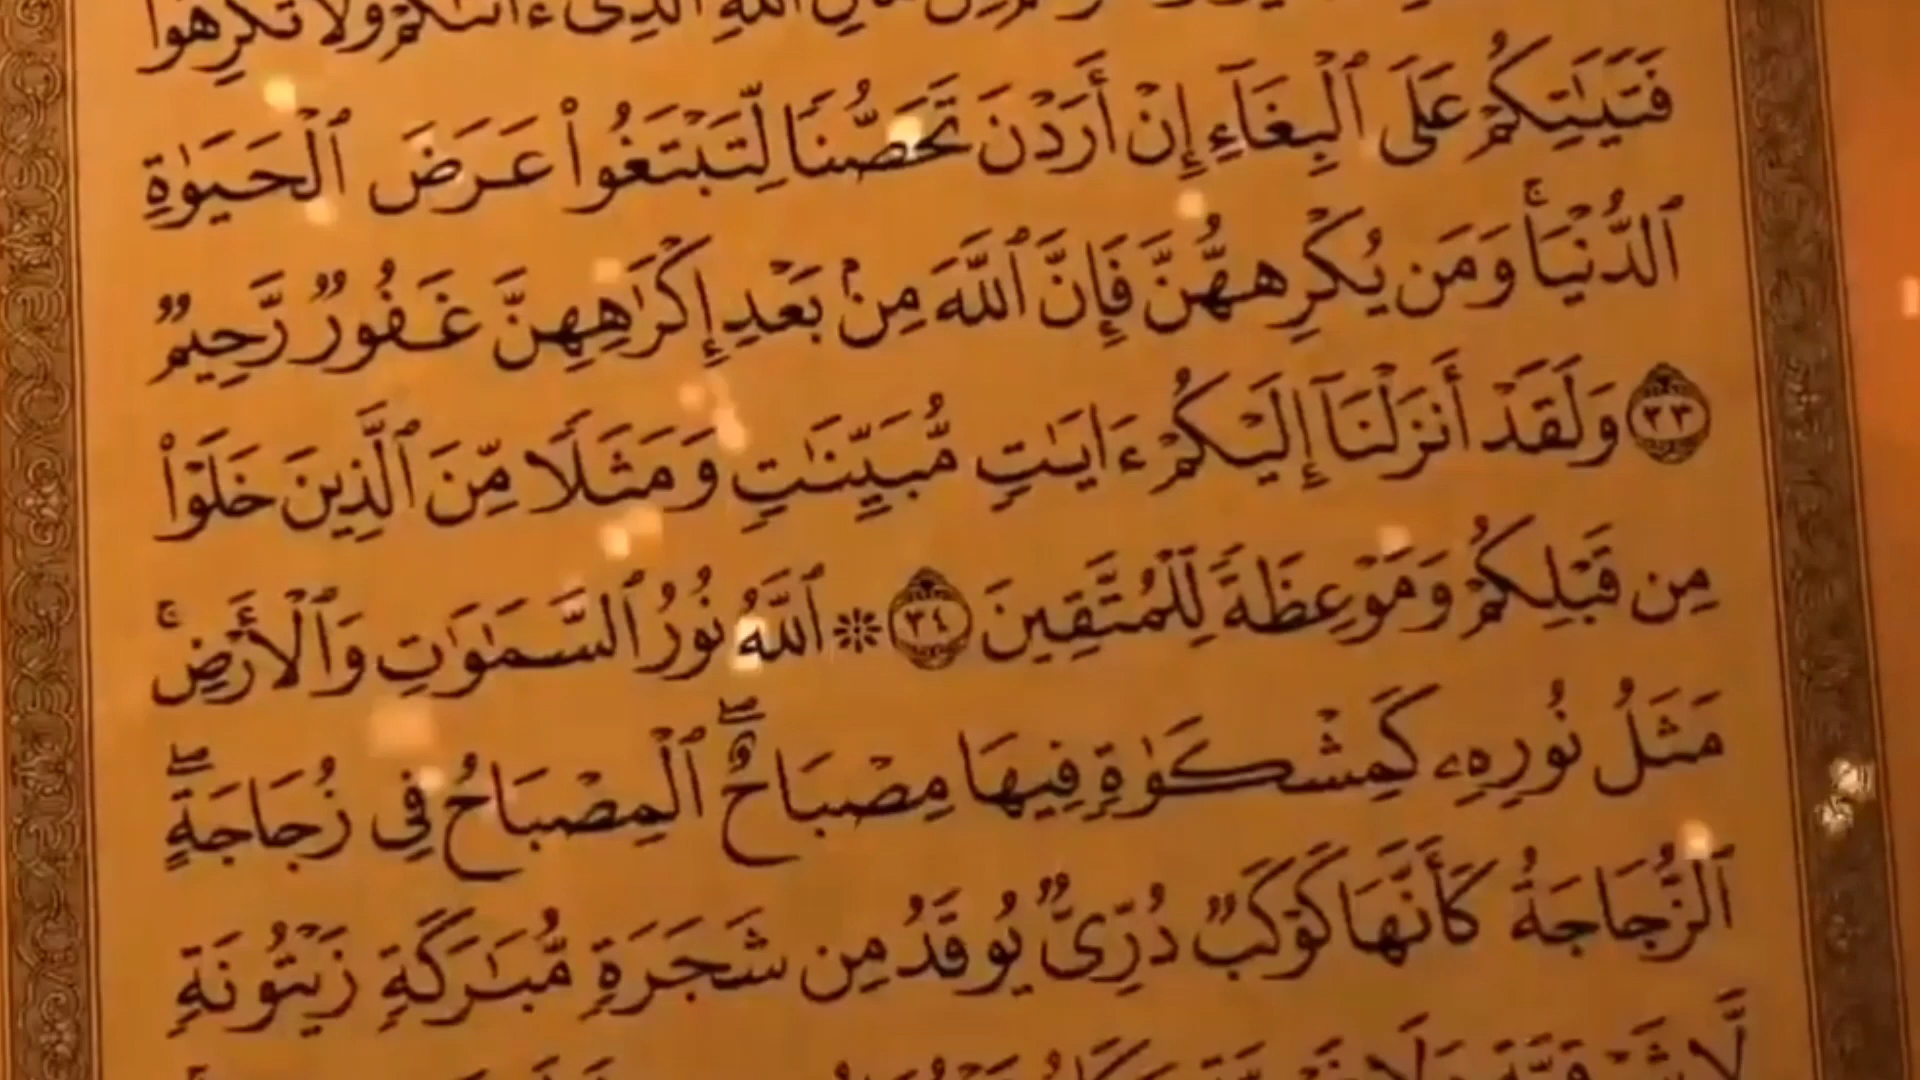 ٱللَّهِ ٱلَّذِىٓ ءَاتَىٰكُمْ وَلَا تُكْرِهُوا۟
فَتَيَـٰتِكُمْ عَلَى ٱلْبِغَآءِ إِنْ أَرَدْنَ تَحَصُّنًا لِّتَبْتَغُوا۟ عَرَضَ ٱلْحَيَوٰةِ
ٱلدُّنْيَا ۚ وَمَن يُكْرِههُّنَّ فَإِنَّ ٱللَّهَ مِنۢ بَعْدِ إِكْرَٰهِهِنَّ غَفُورٌ رَّحِيمٌ
٣٣ وَلَقَدْ أَنزَلْنَآ إِلَيْكُمْ ءَايَـٰتٍ مُّبَيِّنَـٰتٍ وَمَثَلًا مِّنَ ٱلَّذِينَ خَلَوْا۟
مِن قَبْلِكُمْ وَمَوْعِظَةً لِّلْمُتَّقِينَ ٣٤ ۞ ٱللَّهُ نُورُ ٱلسَّمَـٰوَٰتِ وَٱلْأَرْضِ ۚ
مَثَلُ نُورِهِۦ كَمِشْكَوٰةٍ فِيهَا مِصْبَاحٌ ۖ ٱلْمِصْبَاحُ فِى زُجَاجَةٍ ۖ
ٱلزُّجَاجَةُ كَأَنَّهَا كَوْكَبٌ دُرِّىٌّ يُوقَدُ مِن شَجَرَةٍ مُّبَـٰرَكَةٍ زَيْتُونَةٍ